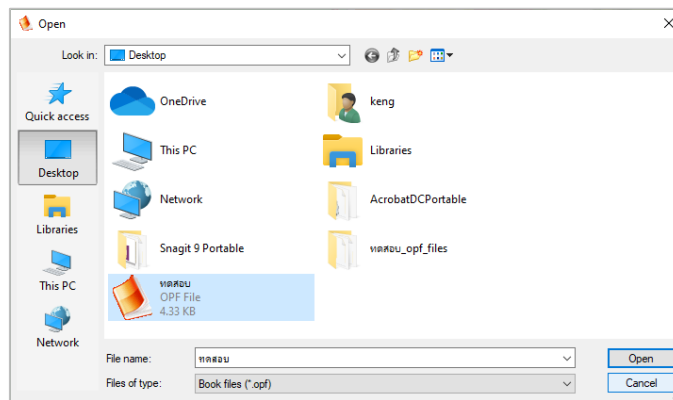 Open
Look in:
Desktop
Quick access
Desktop
Libraries
This PC
Network
OneDrive
keng
This PC
Libraries
Network
AcrobatDCPortable
Snagit 9 Portable
ทดสอบ_opf_files
ทดสอบ
OPF File
4.33 KB
File name:
ทดสอบ
Open
Files of type:
Book files (*.opf)
Cancel